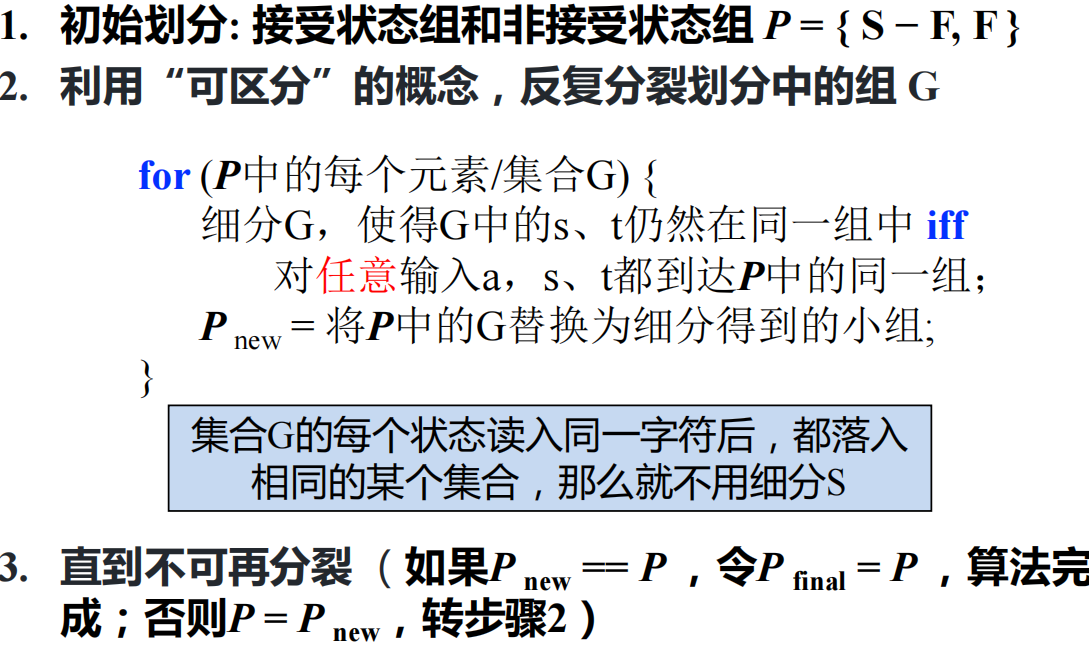 1. 初始划分: 接受状态组和非接受状态组 P = { S − F, F }
2. 利用“可区分”的概念，反复分裂划分中的组 G
for (P中的每个元素/集合G) {
细分G，使得G中的s、t仍然在同一组中 iff
对任意输入a，s、t都到达P中的同一组；
P new = 将P中的G替换为细分得到的小组;
}
集合G的每个状态读入同一字符后，都落入
相同的某个集合，那么就不用细分S
3. 直到不可再分裂（如果P new == P ，令P final = P ，算法完
成；否则P = P new，转步骤2）